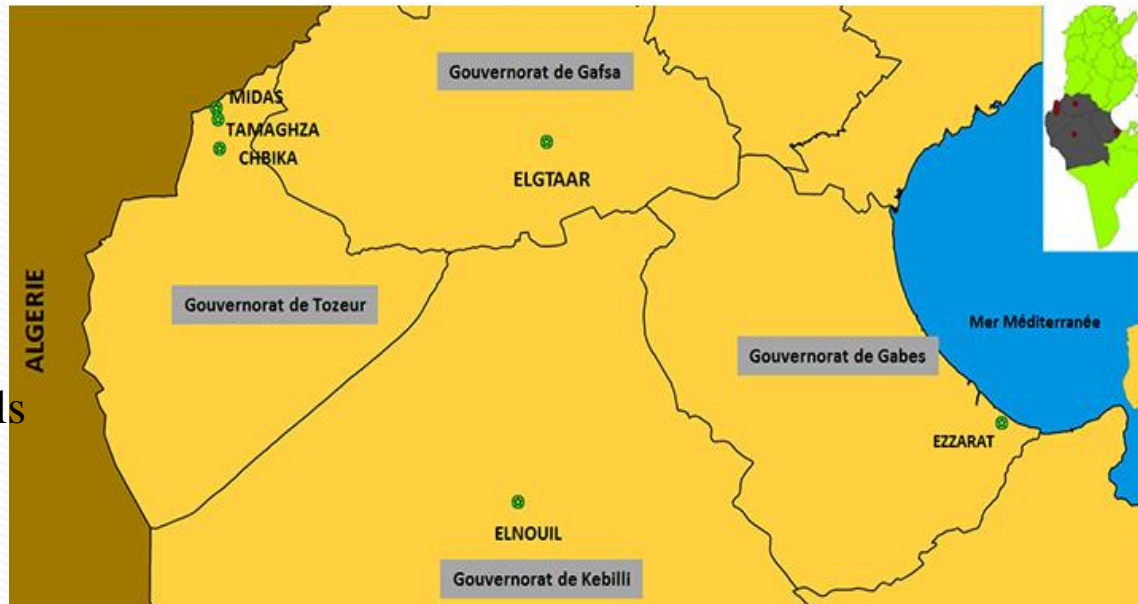 Gouvernorat de Gafsa
MIDAS
TAMAGHZA
CHBIKA
ELGTAAR
ALGERIE
Gouvernorat de Tozeur
Mer Méditerranée
Gouvernorat de Gabes
ls
EZZARAT
ELNOUIL
Gouvernorat de Kebilli